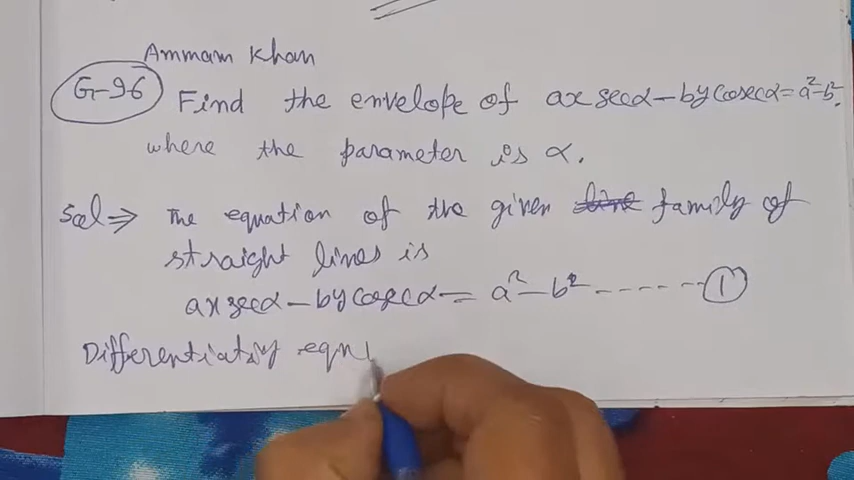 Ammam Khan
G-96 Find the envelope of ax secα - by cosecα = a² - b².
where the parameter is α.
Sol ⇒ The equation of the given family of
straight lines is
ax secα - by cosecα = a² - b² ------ ①
Differentiating eqn